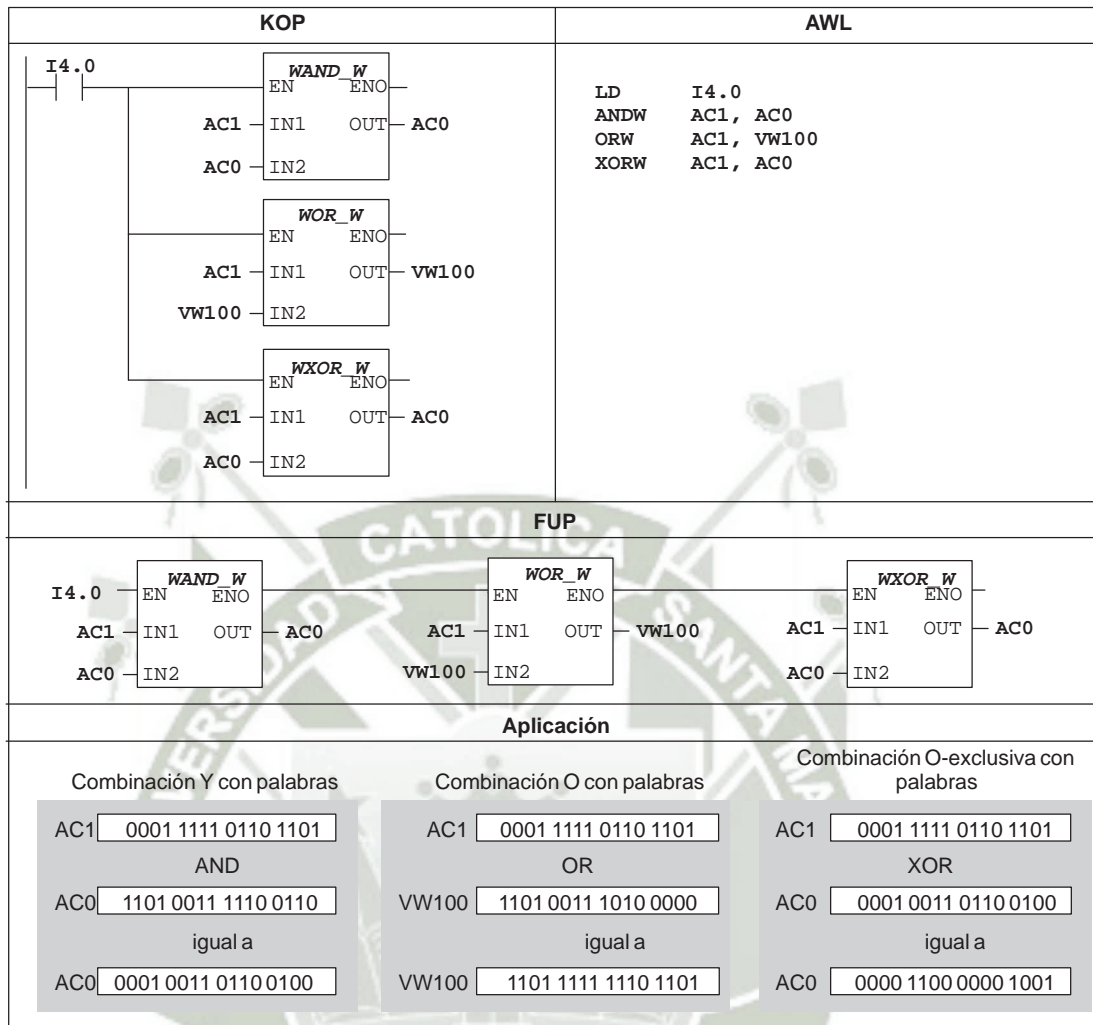 KOP
AWL
I4.0
WAND_W
EN ENO
AC1 IN1 OUT AC0
AC0 IN2
WOR_W
EN ENO
AC1 IN1 OUT VW100
VW100 IN2
WXOR_W
EN ENO
AC1 IN1 OUT AC0
AC0 IN2
LD I4.0
ANDW AC1, AC0
ORW AC1, VW100
XORW AC1, AC0
FUP
I4.0
WAND_W
EN ENO
AC1 IN1 OUT AC0
AC0 IN2
WOR_W
EN ENO
AC1 IN1 OUT VW100
VW100 IN2
WXOR_W
EN ENO
AC1 IN1 OUT AC0
AC0 IN2
Aplicación
Combinación Y con palabras
AC1 0001 1111 0110 1101
AND
AC0 1101 0011 1110 0110
igual a
AC0 0001 0011 0110 0100
Combinación O con palabras
AC1 0001 1111 0110 1101
OR
VW100 1101 0011 1010 0000
igual a
VW100 1101 1111 1110 1101
Combinación O-exclusiva con
palabras
AC1 0001 1111 0110 1101
XOR
AC0 0001 0011 0110 0100
igual a
AC0 0000 1100 0000 1001
CATOLICA
SANTA MA
VERSIDAD